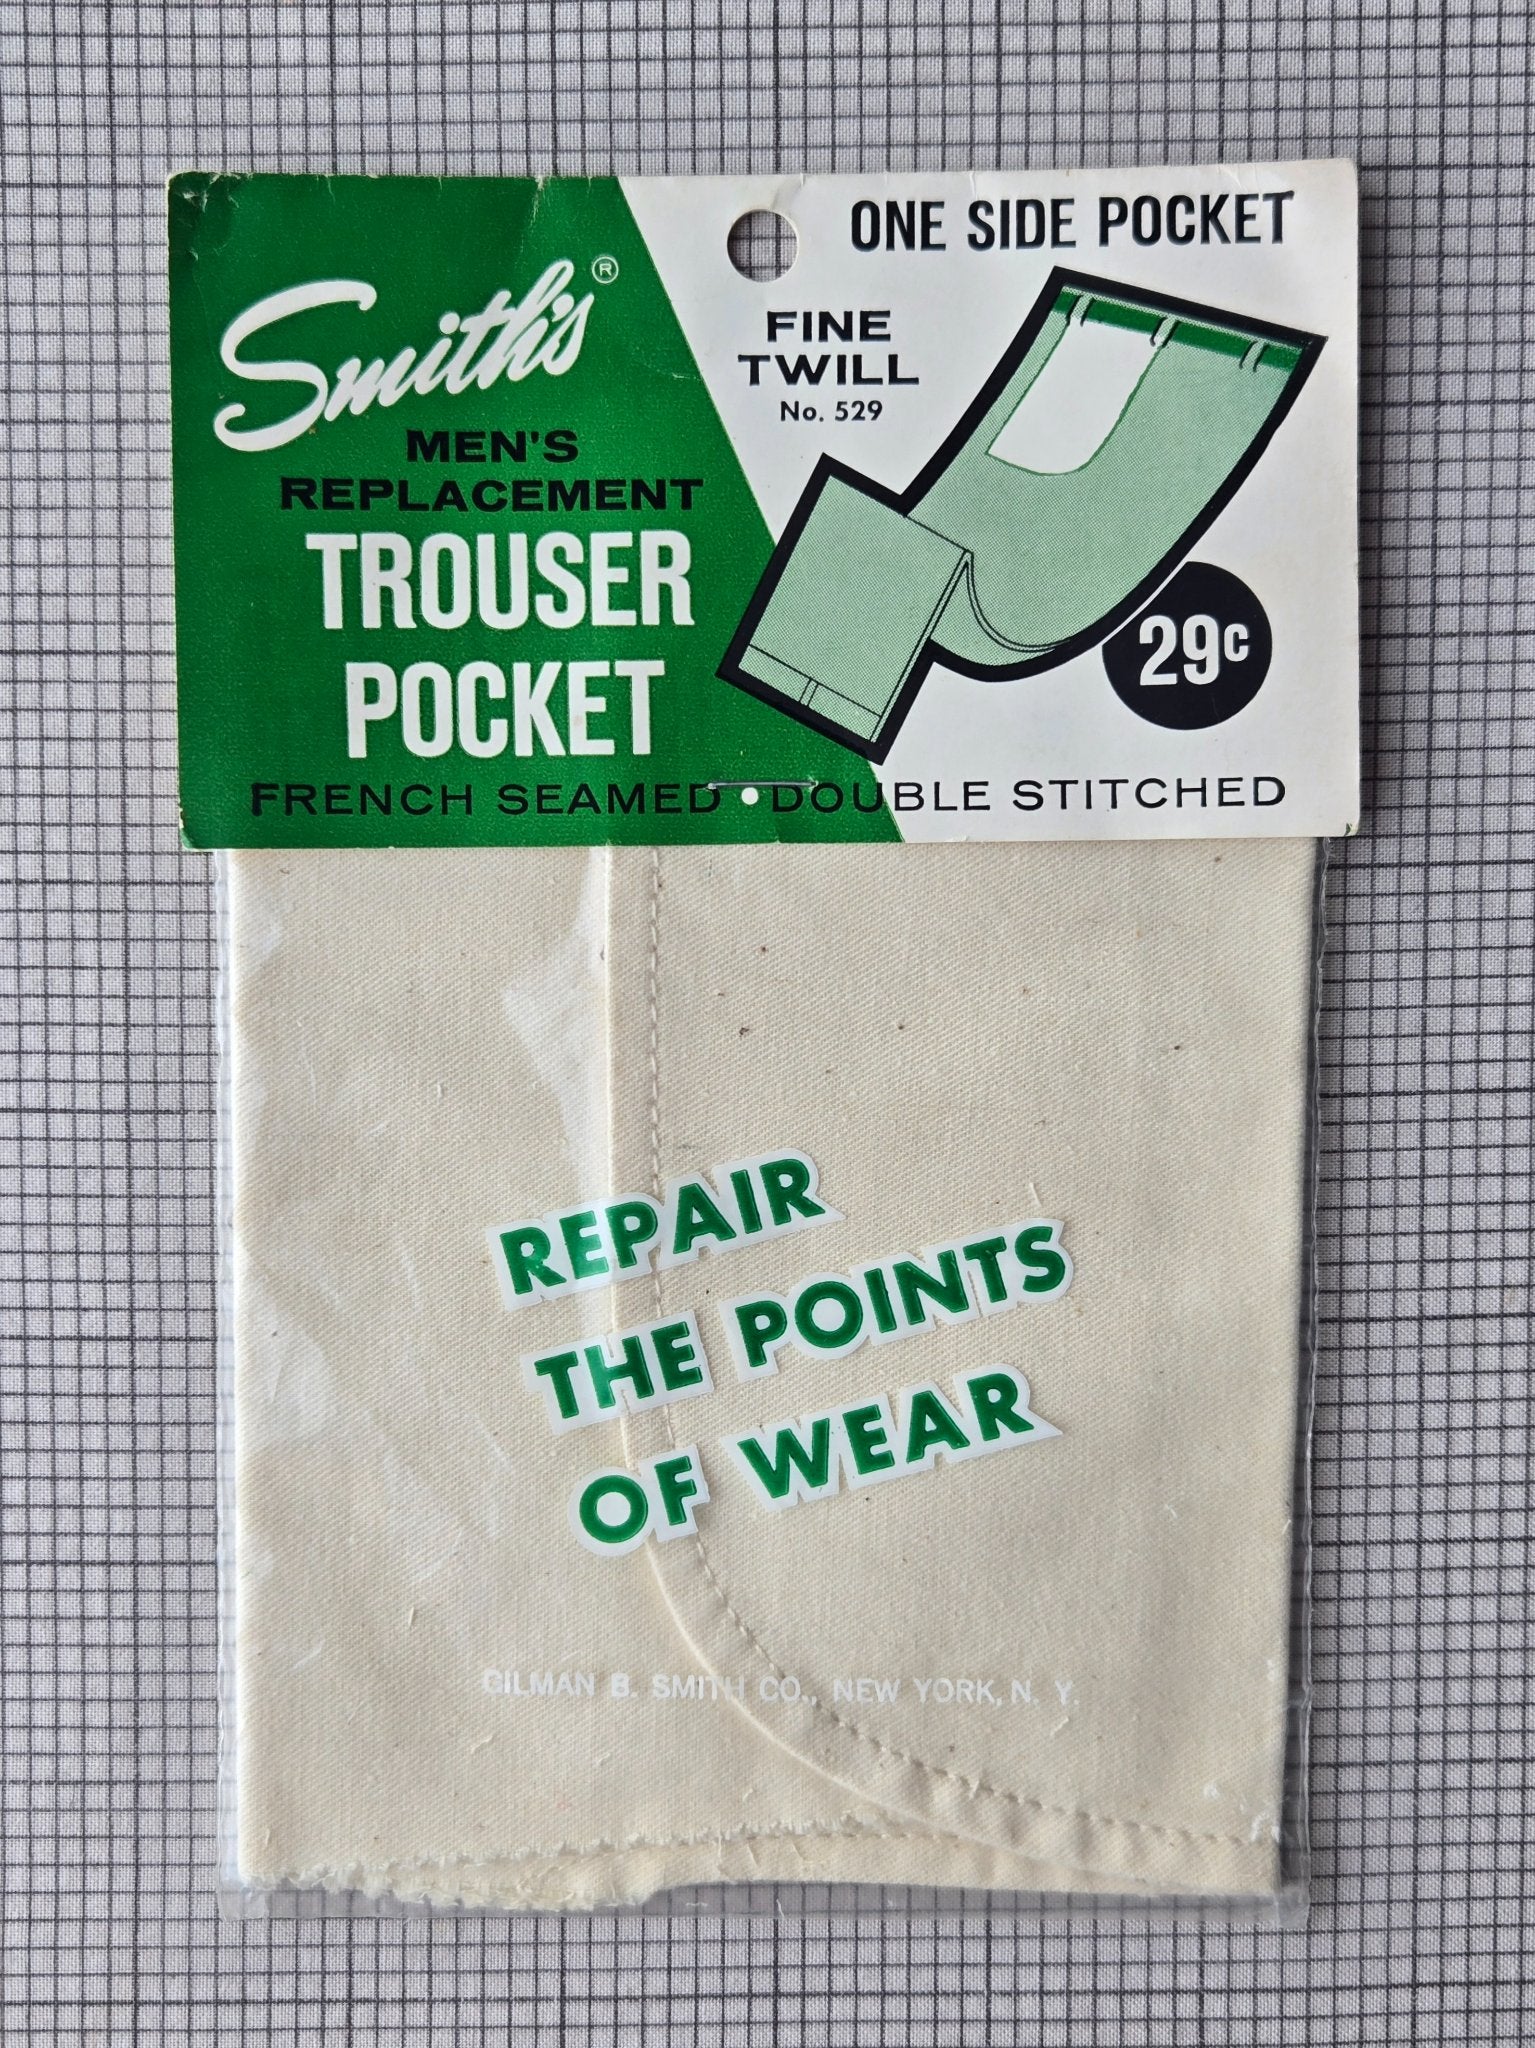 Smith's®
MEN'S
REPLACEMENT
TROUSER
POCKET
FRENCH SEAMED • DOUBLE STITCHED
ONE SIDE POCKET
FINE
TWILL
No. 529
29c
REPAIR
THE POINTS
OF WEAR
GILMAN B. SMITH CO., NEW YORK, N. Y.